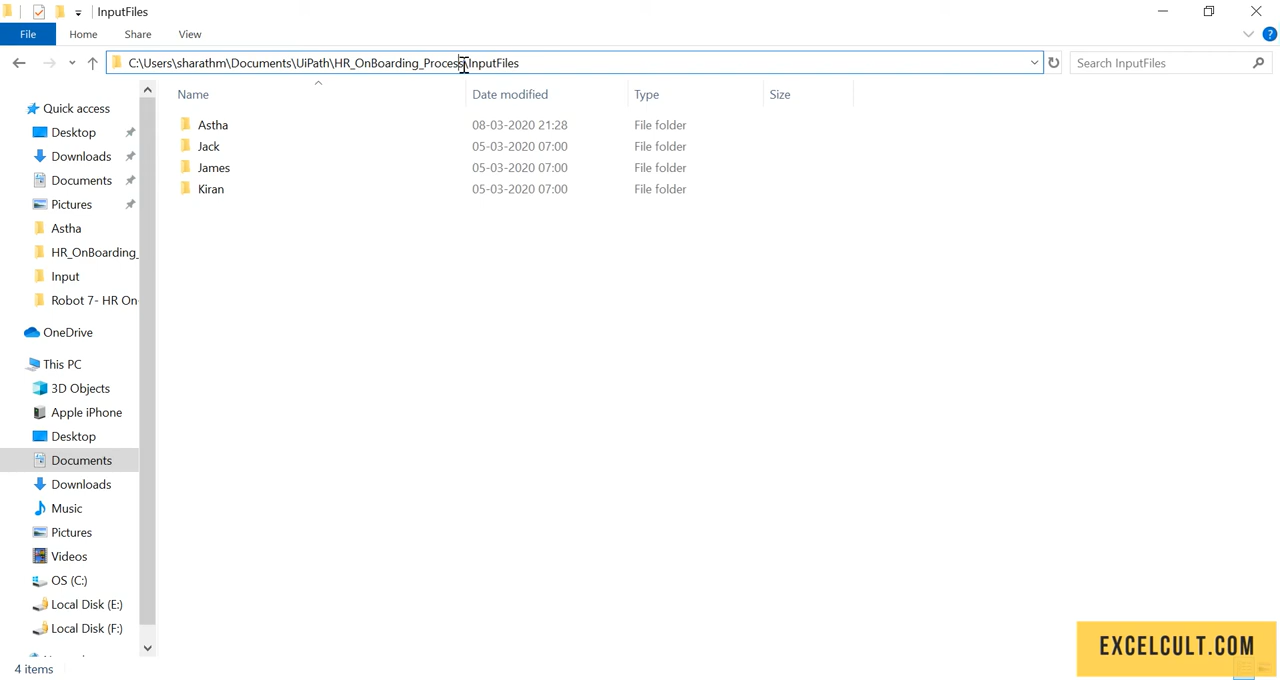 InputFiles
File Home Share View
C:\Users\sharathm\Documents\UiPath\HR_OnBoarding_Process\InputFiles
Search InputFiles
Name Date modified Type Size
Astha 08-03-2020 21:28 File folder
Jack 05-03-2020 07:00 File folder
James 05-03-2020 07:00 File folder
Kiran 05-03-2020 07:00 File folder
Quick access
Desktop
Downloads
Documents
Pictures
Astha
HR_OnBoarding_
Input
Robot 7- HR On
OneDrive
This PC
3D Objects
Apple iPhone
Desktop
Documents
Downloads
Music
Pictures
Videos
OS (C:)
Local Disk (E:)
Local Disk (F:)
4 items
EXCELCULT.COM